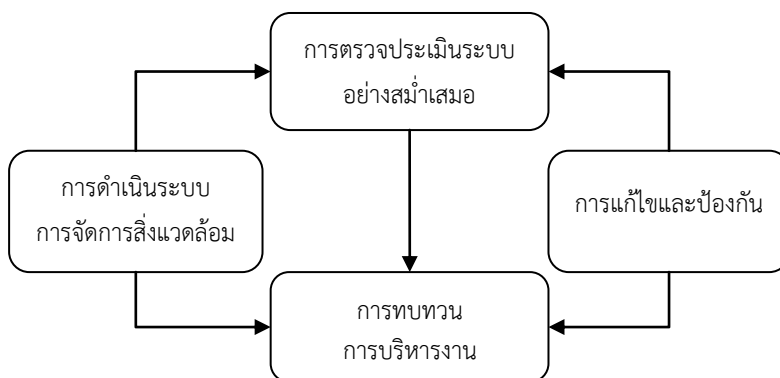 การตรวจประเมินระบบ
อย่างสม่ำเสมอ
การดำเนินระบบ
การจัดการสิ่งแวดล้อม
การแก้ไขและป้องกัน
การทบทวน
การบริหารงาน